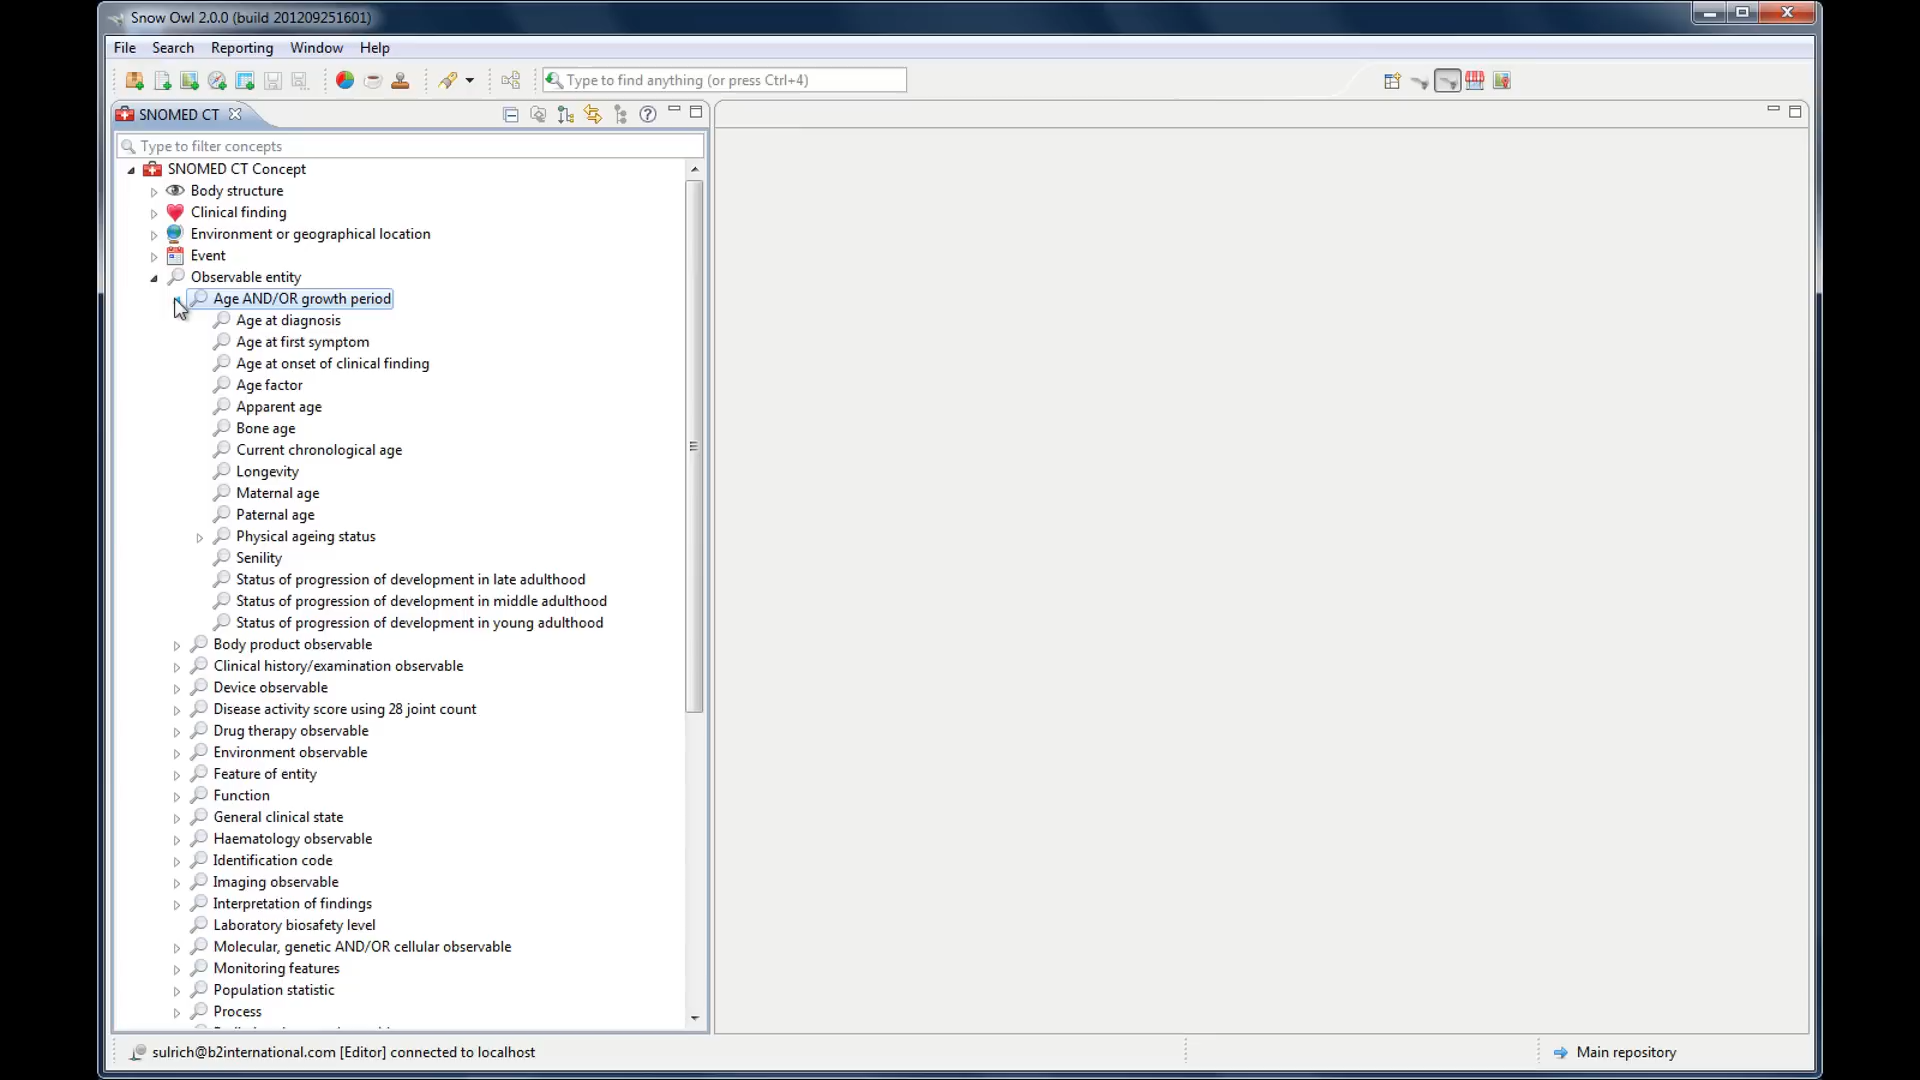 Snow Owl 2.0.0 (build 201209251601)
File Search Reporting Window Help
Type to find anything (or press Ctrl+4)
SNOMED CT
Type to filter concepts
SNOMED CT Concept
Body structure
Clinical finding
Environment or geographical location
Event
Observable entity
Age AND/OR growth period
Age at diagnosis
Age at first symptom
Age at onset of clinical finding
Age factor
Apparent age
Bone age
Current chronological age
Longevity
Maternal age
Paternal age
Physical ageing status
Senility
Status of progression of development in late adulthood
Status of progression of development in middle adulthood
Status of progression of development in young adulthood
Body product observable
Clinical history/examination observable
Device observable
Disease activity score using 28 joint count
Drug therapy observable
Environment observable
Feature of entity
Function
General clinical state
Haematology observable
Identification code
Imaging observable
Interpretation of findings
Laboratory biosafety level
Molecular, genetic AND/OR cellular observable
Monitoring features
Population statistic
Process
sulrich@b2international.com [Editor] connected to localhost
Main repository